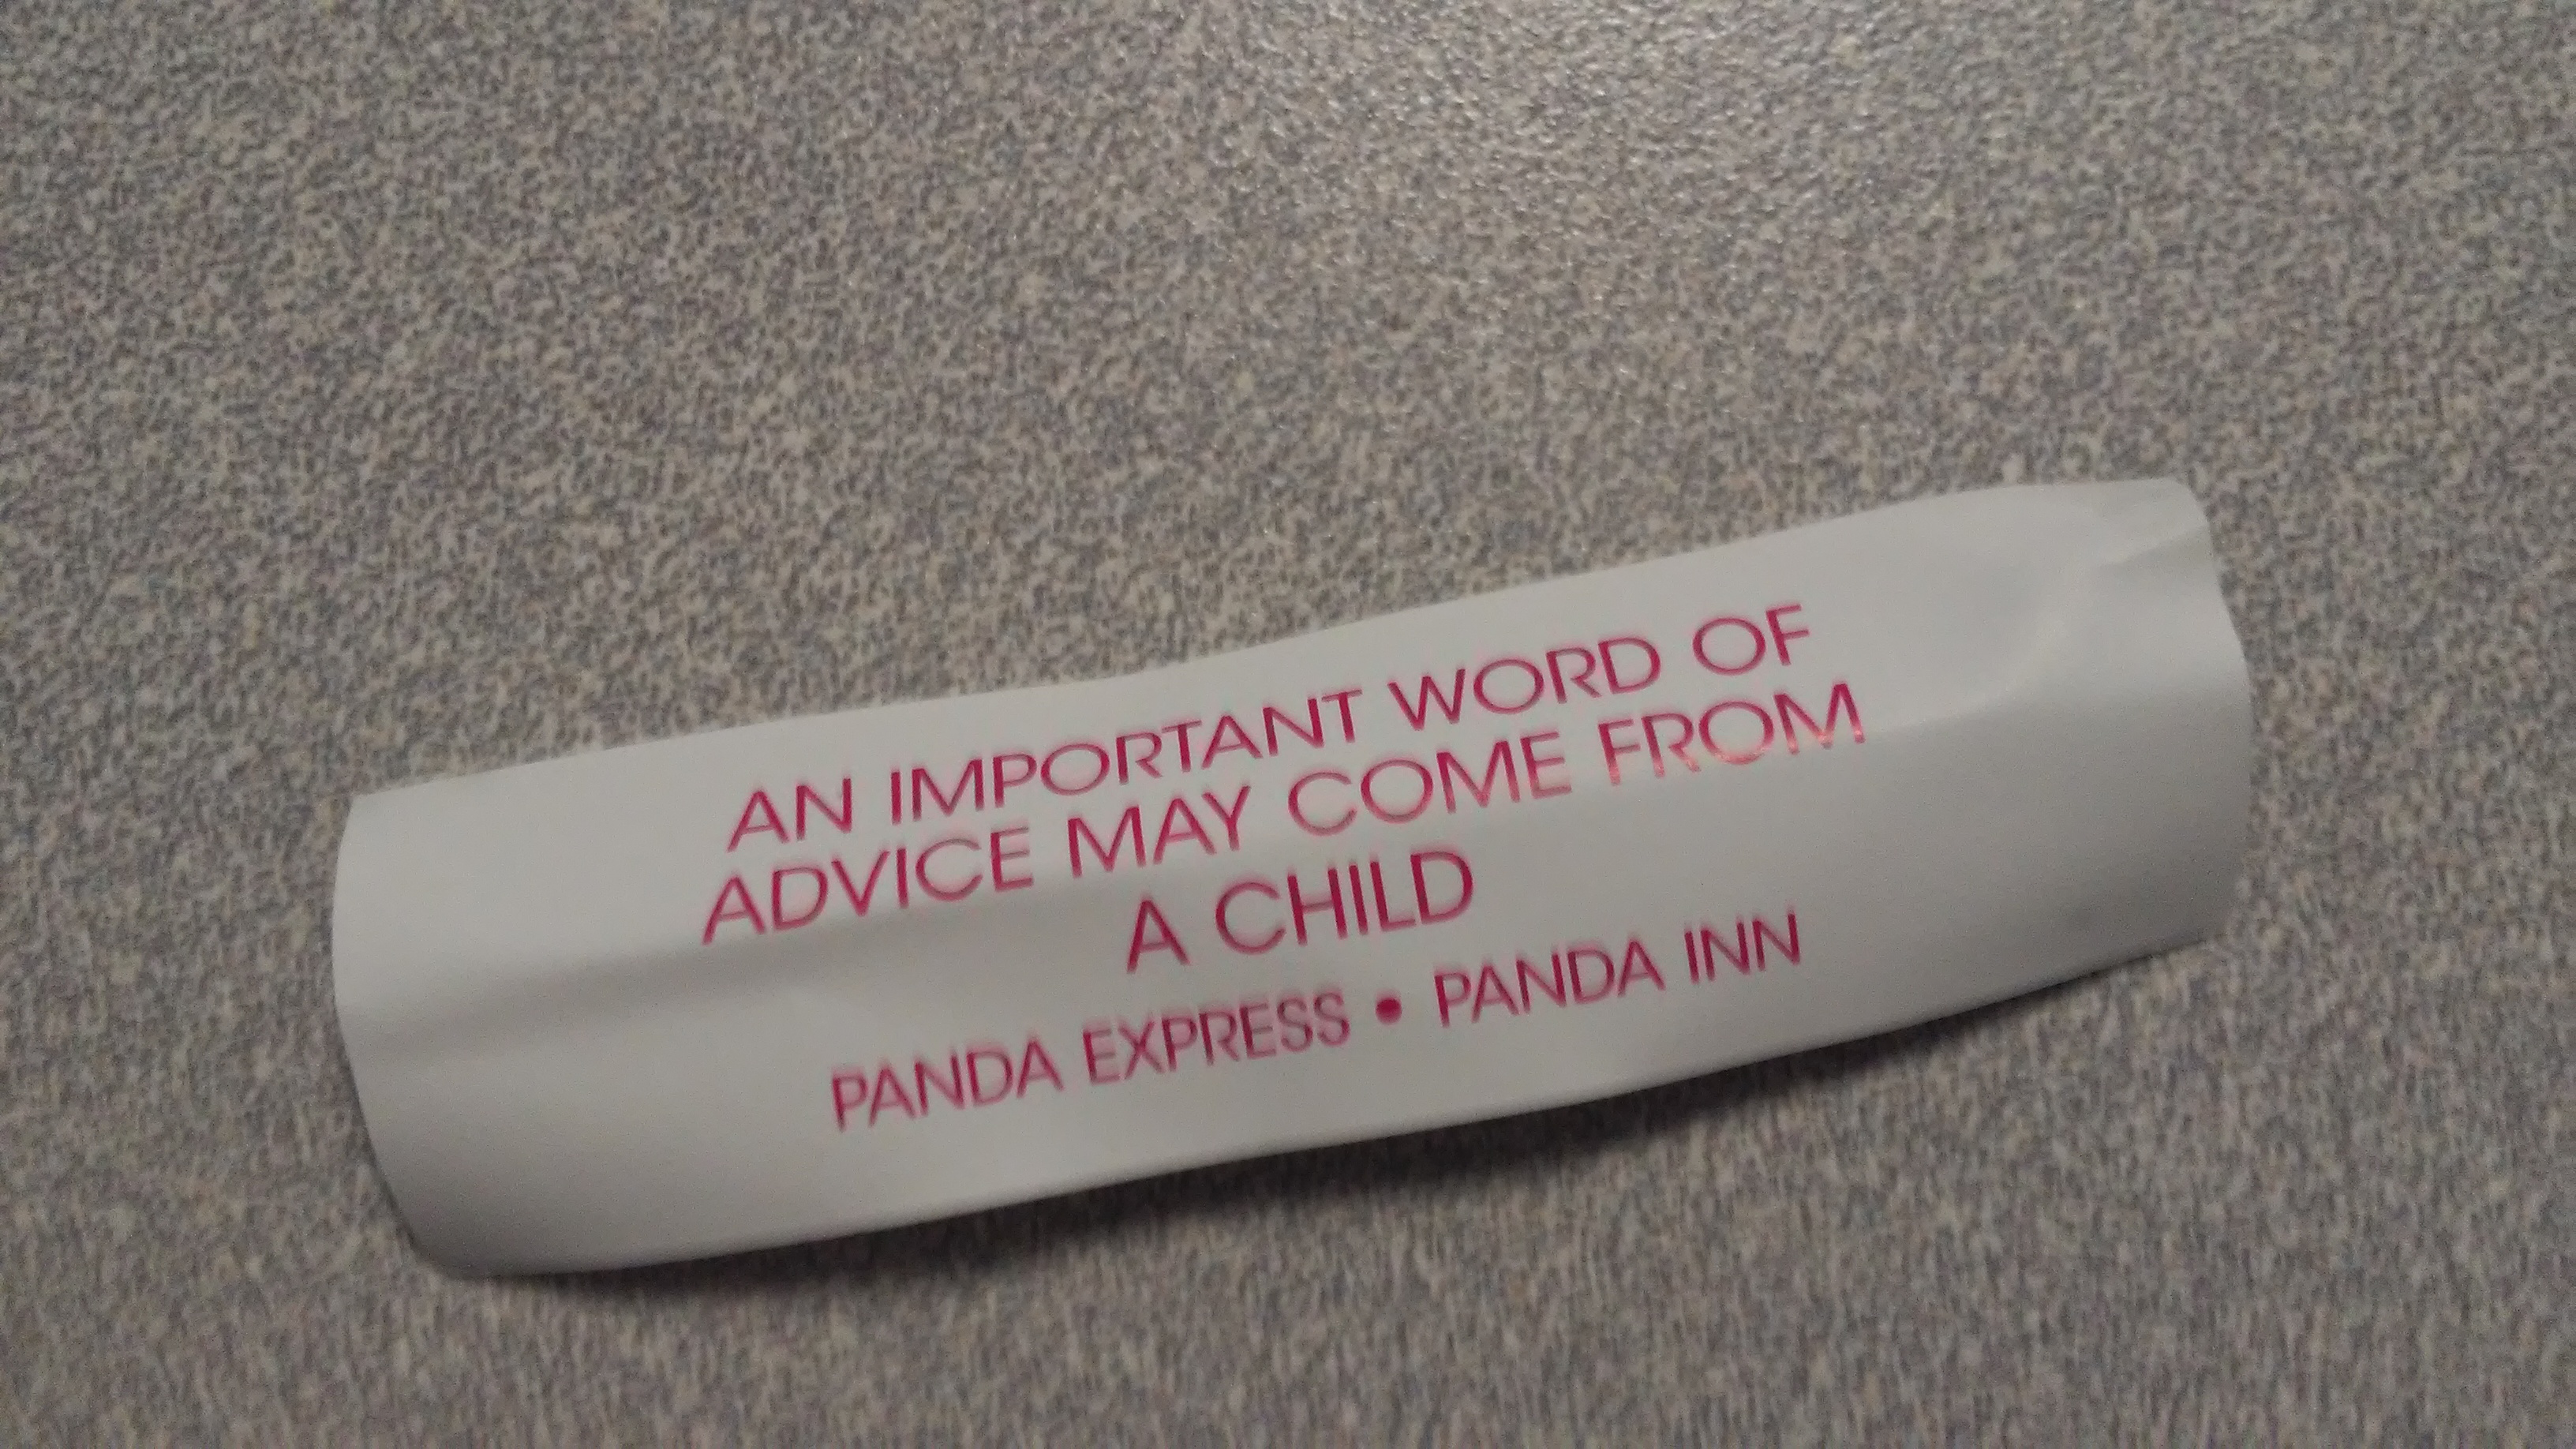 AN IMPORTANT WORD OF
ADVICE MAY COME FROM
A CHILD
PANDA EXPRESS • PANDA INN